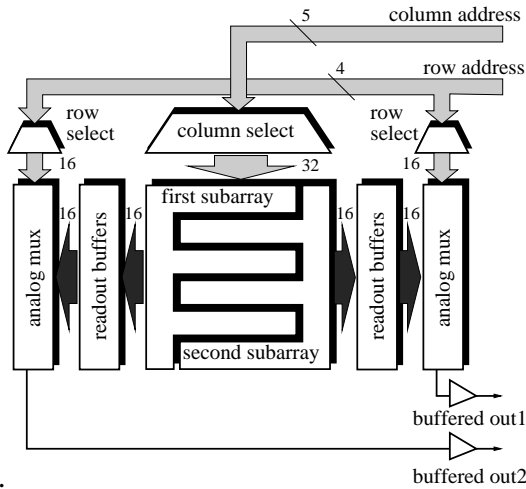 5
column address
4
row address
row
select
column select
row
select
16
32
16
first subarray
16
16
16
16
analog mux
readout buffers
readout buffers
analog mux
second subarray
buffered out1
buffered out2
.